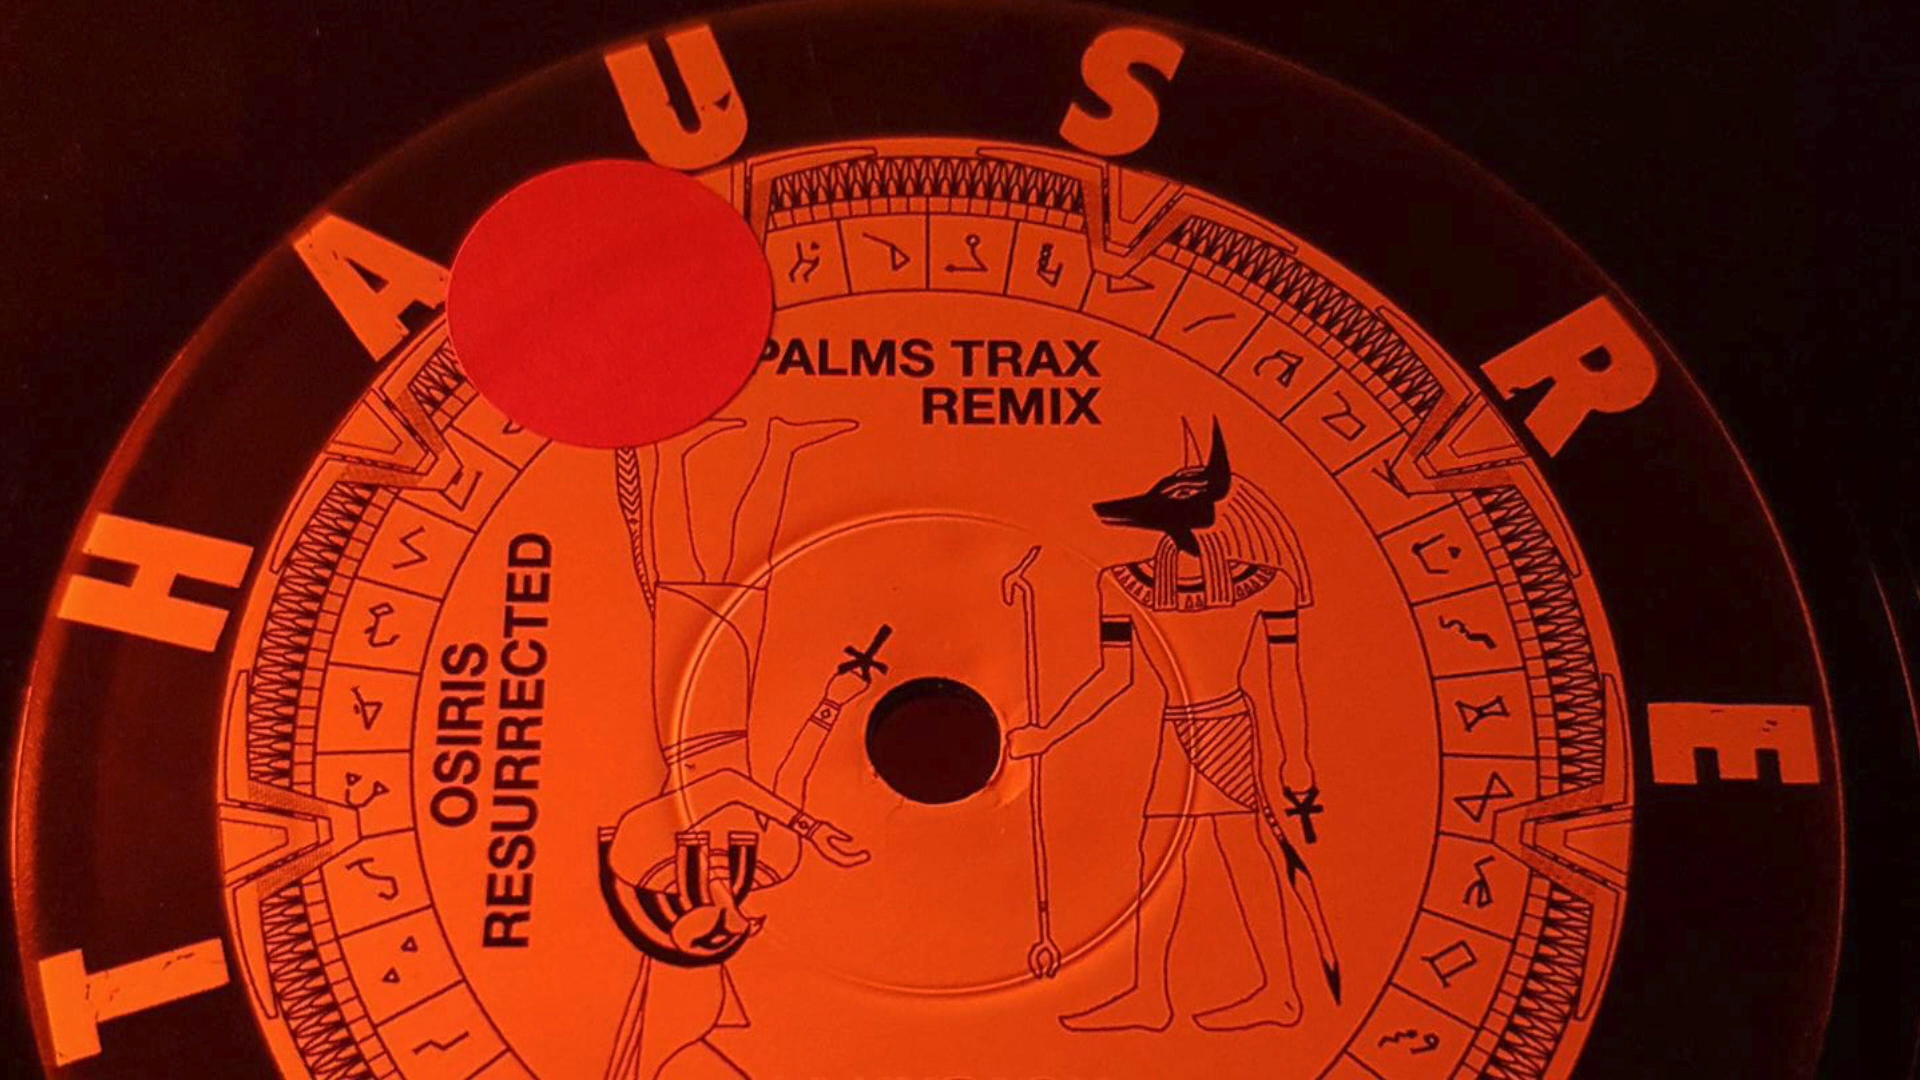 THAUSRE
PALMS TRAX
REMIX
OSIRIS
RESURRECTED